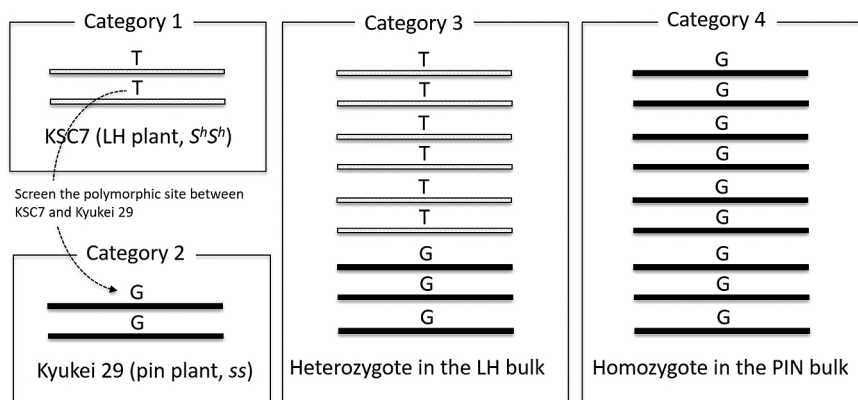 Category 1
T
T
KSC7 (LH plant, SʰSʰ)
Screen the polymorphic site between
KSC7 and Kyukei 29
Category 2
G
G
Kyukei 29 (pin plant, ss)
Category 3
T
T
T
T
T
T
G
G
G
Heterozygote in the LH bulk
Category 4
G
G
G
G
G
G
G
G
G
Homozygote in the PIN bulk